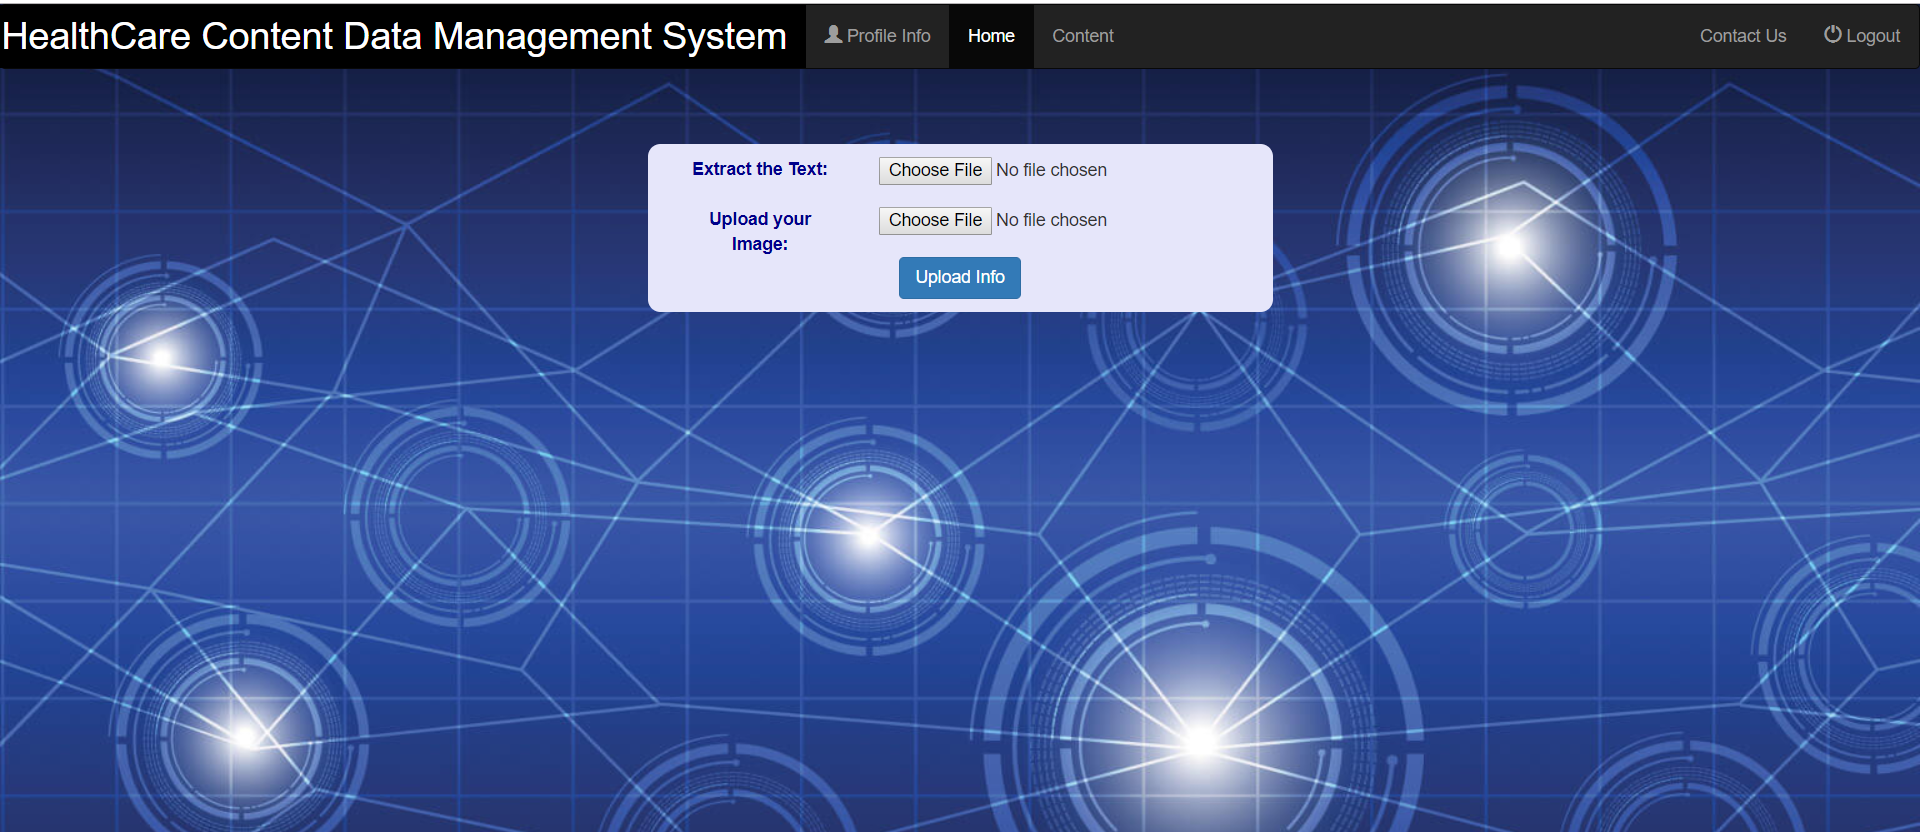 HealthCare Content Data Management System Profile Info Home Content Contact Us Logout
Extract the Text: Choose File No file chosen
Upload your Choose File No file chosen
Image:
Upload Info